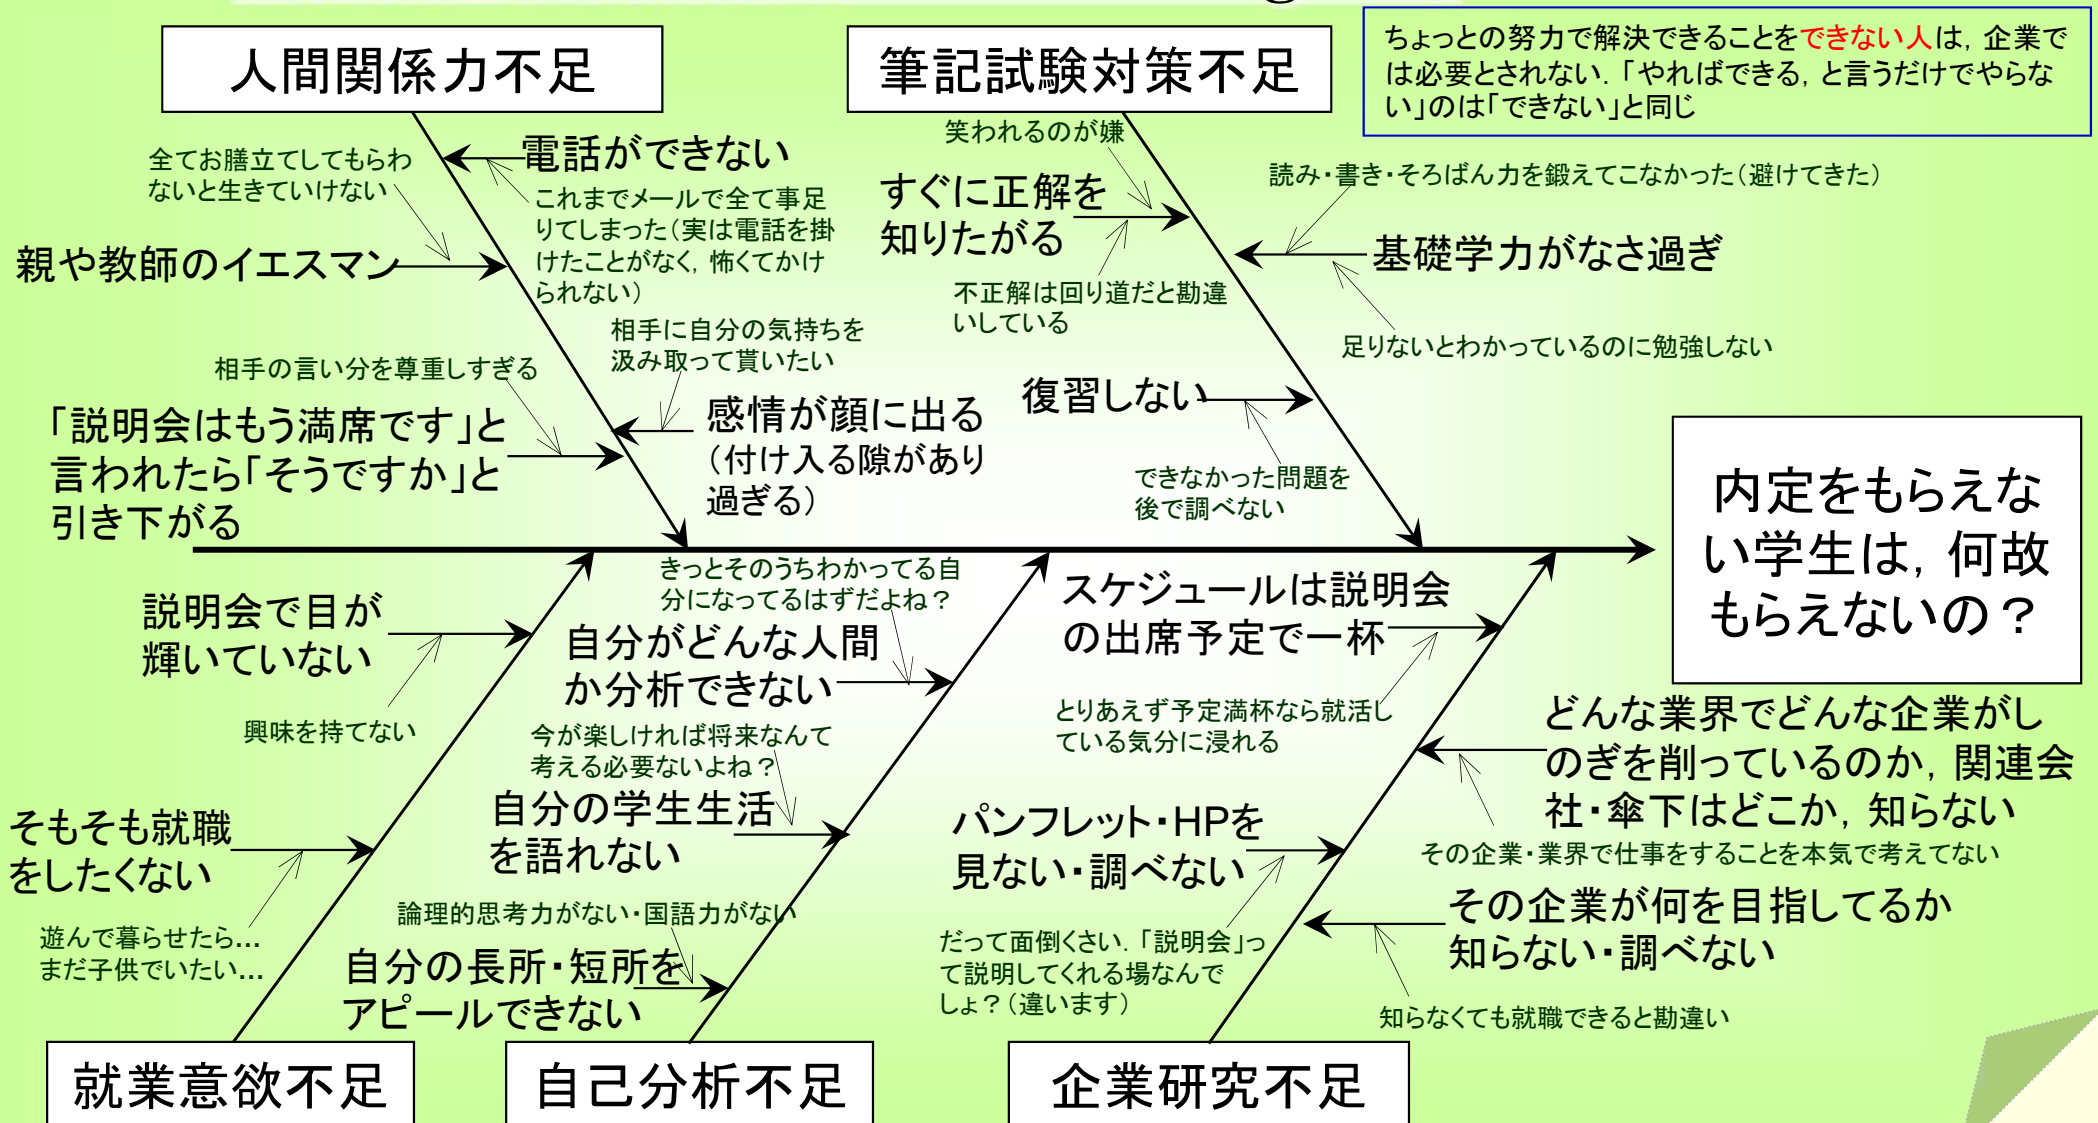 人間関係力不足
筆記試験対策不足
ちょっとの努力で解決できることをできない人は，企業で
は必要とされない．「やればできる，と言うだけでやらな
い」のは「できない」と同じ
全てお膳立てしてもらわ
ないと生きていけない
電話ができない
これまでメールで全て事足
りてしまった（実は電話を掛
けたことがなく，怖くてかけ
られない）
親や教師のイエスマン
相手に自分の気持ちを
汲み取って貰いたい
相手の言い分を尊重しすぎる
感情が顔に出る
（付け入る隙があり
過ぎる）
「説明会はもう満席です」と
言われたら「そうですか」と
引き下がる
笑われるのが嫌
すぐに正解を
知りたがる
不正解は回り道だと勘違
いしている
読み・書き・そろばん力を鍛えてこなかった（避けてきた）
基礎学力がなさ過ぎ
足りないとわかっているのに勉強しない
復習しない
できなかった問題を
後で調べない
内定をもらえな
い学生は，何故
もらえないの？
説明会で目が
輝いていない
興味を持てない
そもそも就職
をしたくない
遊んで暮らせたら…
まだ子供でいたい…
就業意欲不足
きっとそのうちわかってる自
分になってるはずだよね？
自分がどんな人間
か分析できない
今が楽しければ将来なんて
考える必要ないよね？
自分の学生生活
を語れない
論理的思考力がない・国語力がない
自分の長所・短所を
アピールできない
自己分析不足
スケジュールは説明会
の出席予定で一杯
とりあえず予定満杯なら就活し
ている気分に浸れる
どんな業界でどんな企業がし
のぎを削っているのか，関連会
社・傘下はどこか，知らない
その企業・業界で仕事をすることを本気で考えてない
パンフレット・HPを
見ない・調べない
だって面倒くさい．「説明会」っ
て説明してくれる場なんで
しょ？（違います）
その企業が何を目指してるか
知らない・調べない
知らなくても就職できると勘違い
企業研究不足